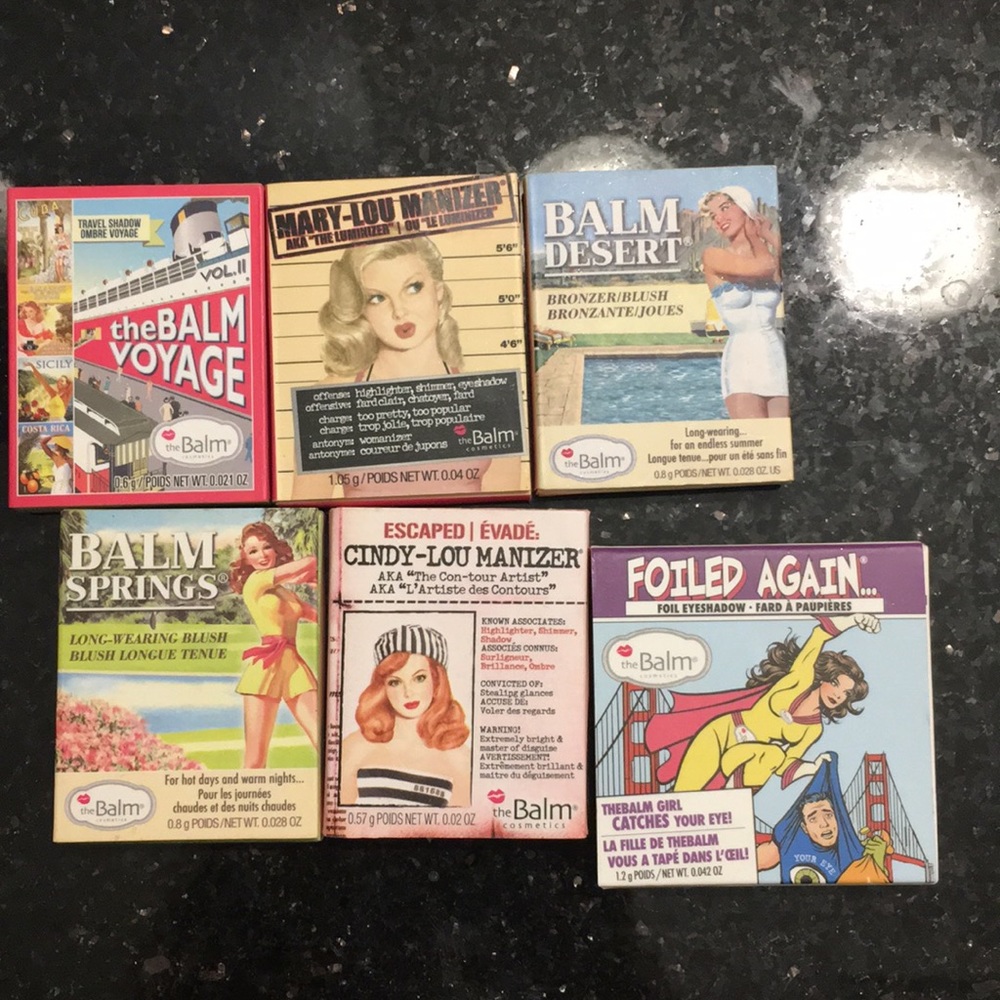 TRAVEL SHADOW
OMBRE VOYAGE
VOL.II
theBALM
VOYAGE
SICILY
COSTA RICA
theBalm®
cosmetics
0.6 g / POIDS NET WT. 0.021 OZ
MARY-LOU MANIZER®
AKA "THE LUMINIZER" | OU "LE LUMINIZER"
5'6"
5'0"
4'6"
offense: highlighter, shimmer, eyeshadow
offensive: fard clair, chatoyer, fard
charge: too pretty, too popular
charge: trop jolie, trop populaire
antonym: womanizer
antonyme: coureur de jupons
theBalm®
cosmetics
1.05 g / POIDS NET WT. 0.04 OZ
BALM
DESERT®
BRONZER/BLUSH
BRONZANTE/JOUES
Long-wearing...
for an endless summer
Longue tenue...pour un été sans fin
theBalm®
cosmetics
0.8 g POIDS/NET WT. 0.028 OZ. US
BALM
SPRINGS®
LONG-WEARING BLUSH
BLUSH LONGUE TENUE
For hot days and warm nights...
Pour les journées
chaudes et des nuits chaudes
theBalm®
cosmetics
0.8 g POIDS/NET WT. 0.028 OZ
ESCAPED | ÉVADÉ:
CINDY-LOU MANIZER®
AKA "The Con-tour Artist"
AKA "L'Artiste des Contours"
KNOWN ASSOCIATES:
Highlighter, Shimmer,
Shadow
ASSOCIÉS CONNUS:
Surligneur,
Brillance, Ombre
CONVICTED OF:
Stealing glances
ACCUSE DE:
Voler des regards
WARNING!
Extremely bright &
master of disguise
AVERTISSEMENT!
Extrêmement brillant &
maitre du déguisement
theBalm®
cosmetics
0.57 g POIDS NET WT. 0.02 OZ.
FOILED AGAIN®...
FOIL EYESHADOW • FARD À PAUPIÈRES
theBalm®
cosmetics
THEBALM GIRL
CATCHES YOUR EYE!
LA FILLE DE THEBALM
VOUS A TAPÉ DANS L'ŒIL!
1.2 g POIDS / NET WT. 0.042 OZ
YOUR EYE